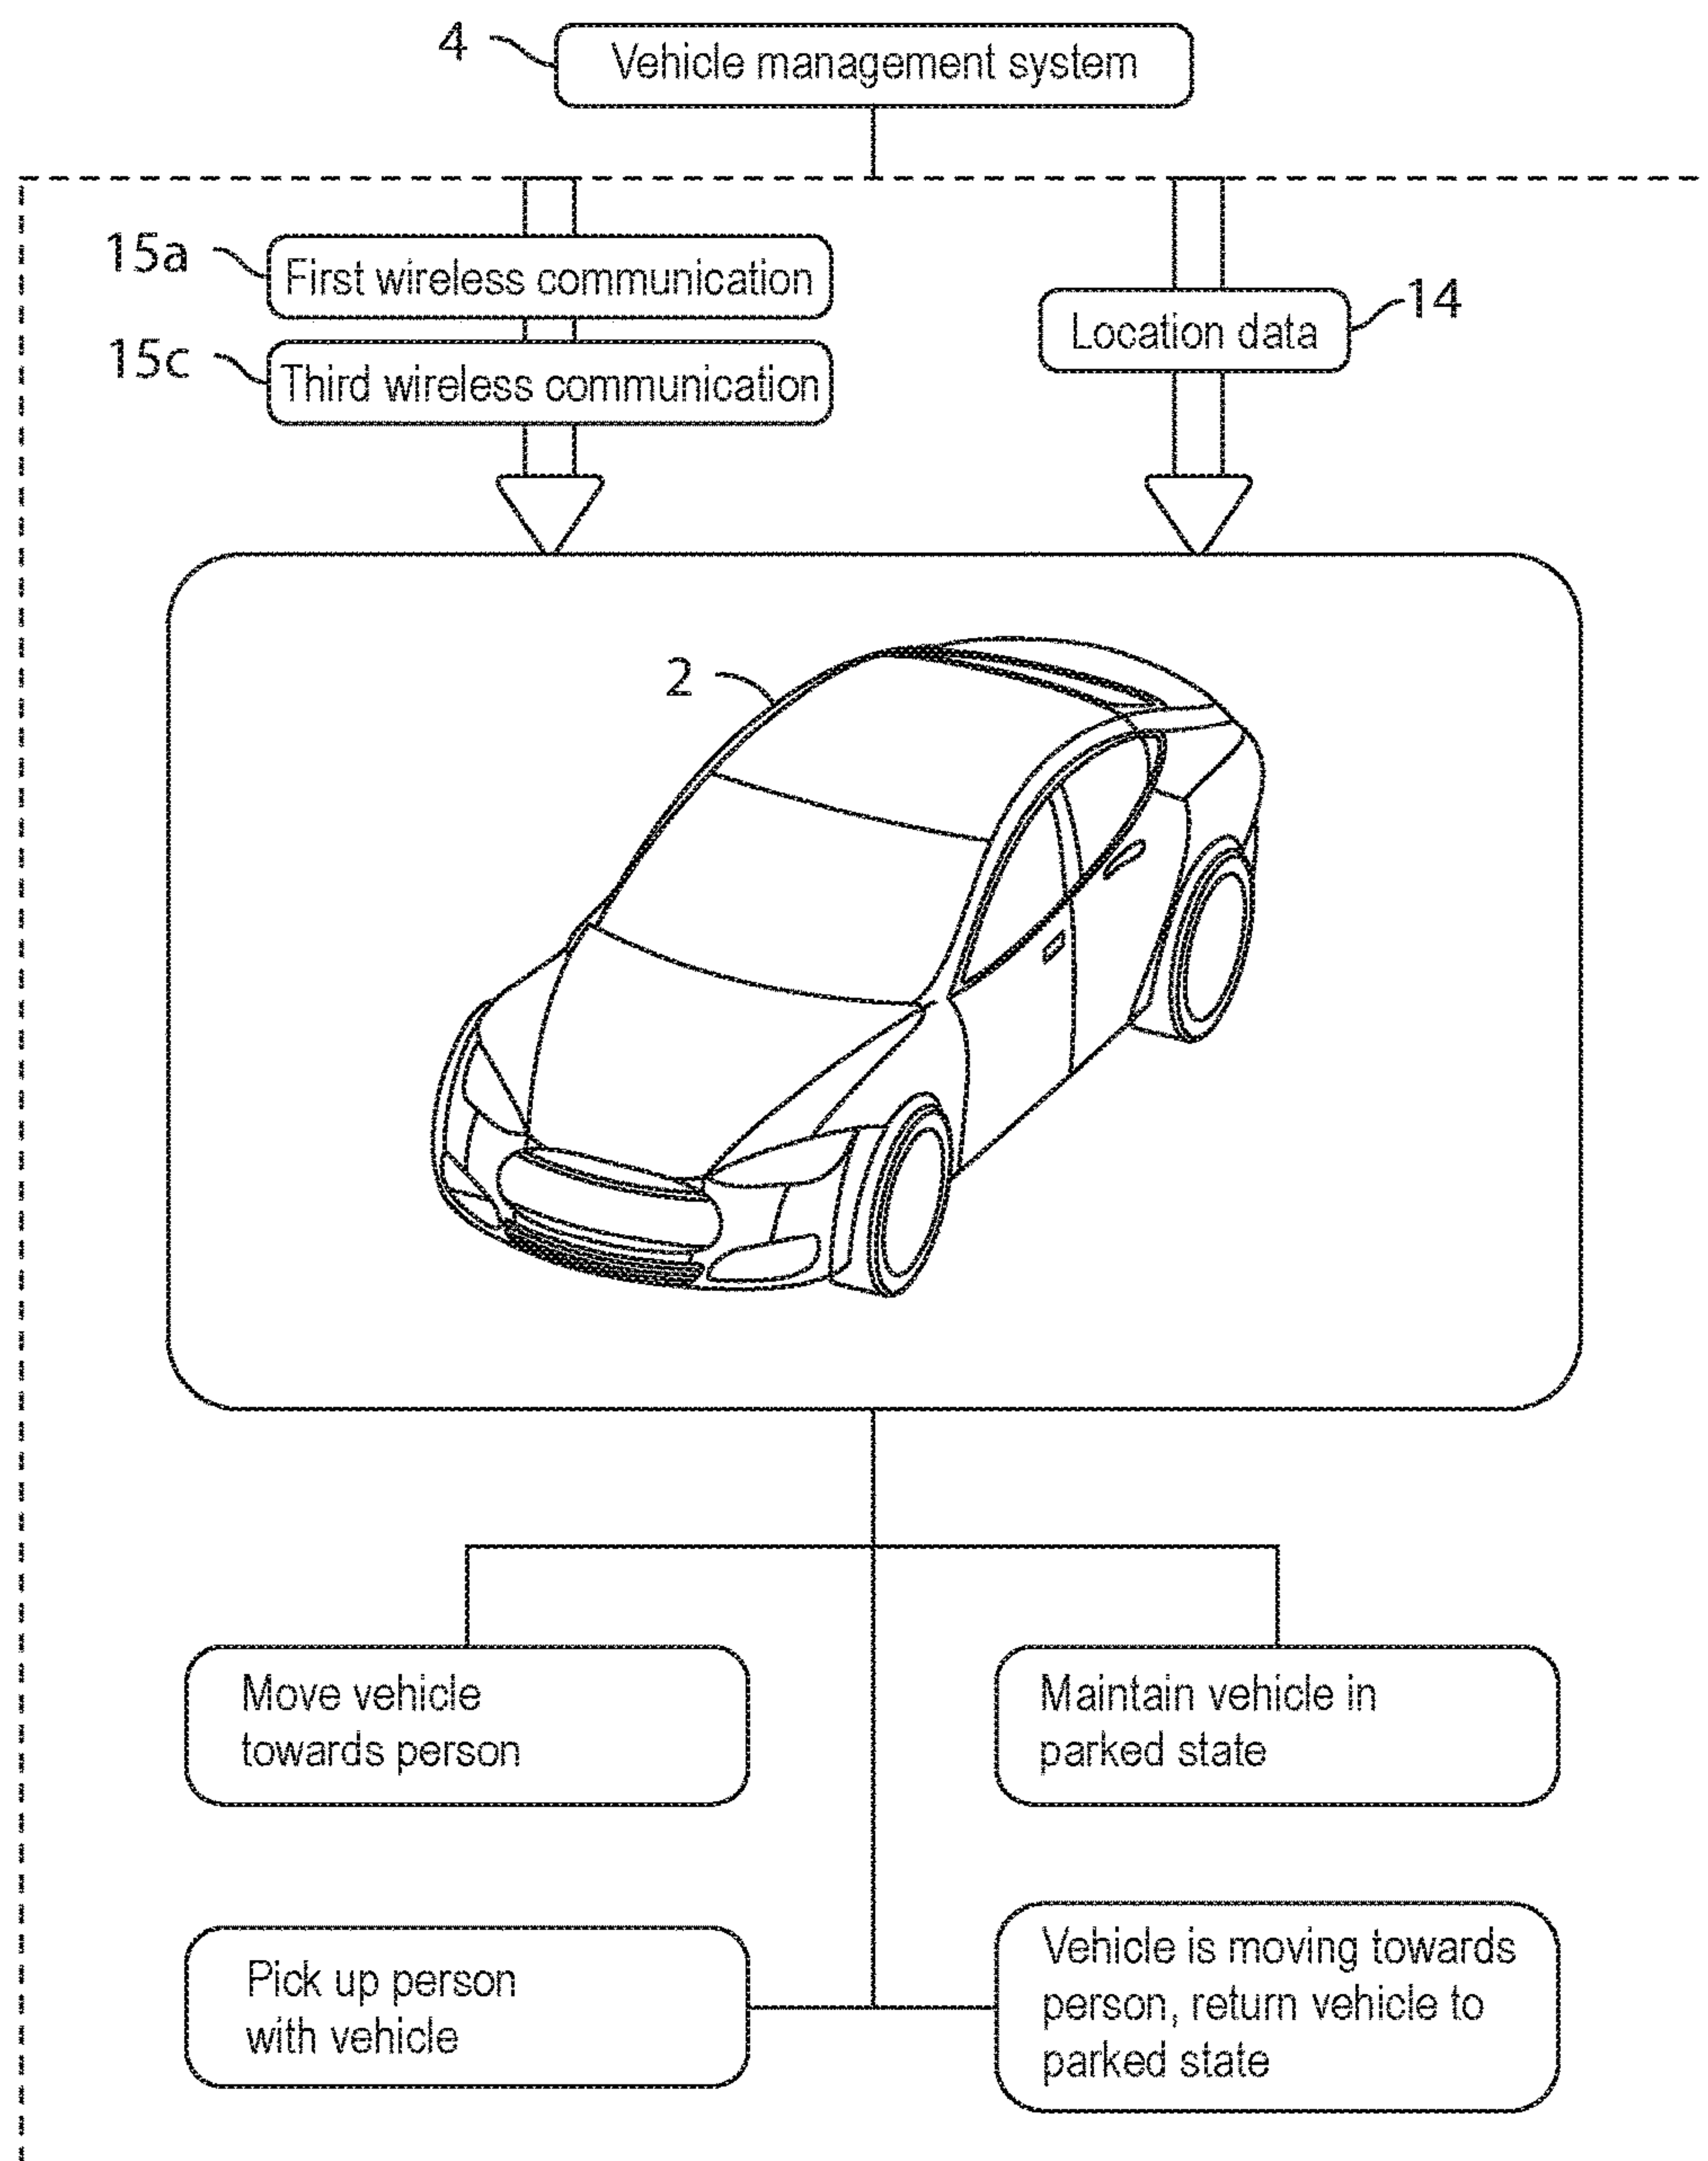 4
Vehicle management system
15a
First wireless communication
14
Location data
15c
Third wireless communication
2
Move vehicle
towards person
Maintain vehicle in
parked state
Pick up person
with vehicle
Vehicle is moving towards
person, return vehicle to
parked state